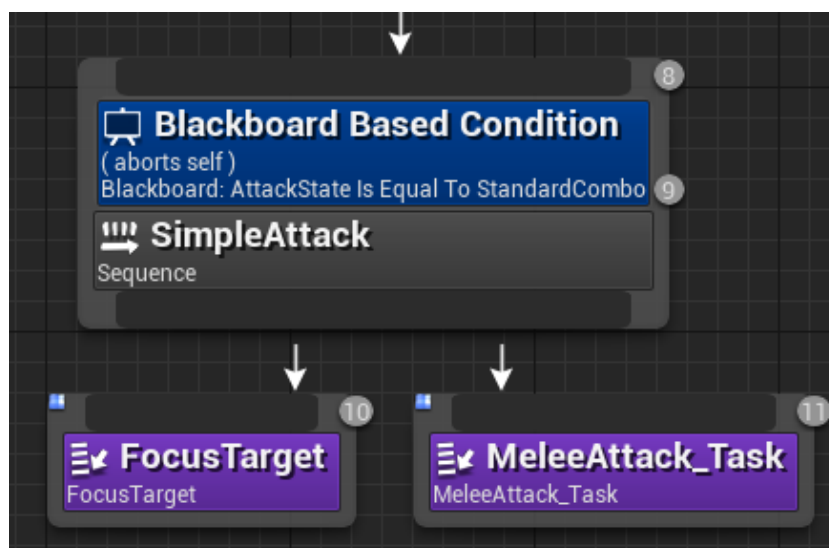 8
Blackboard Based Condition
( aborts self )
Blackboard: AttackState Is Equal To StandardCombo
9
SimpleAttack
Sequence
10
FocusTarget
FocusTarget
11
MeleeAttack_Task
MeleeAttack_Task